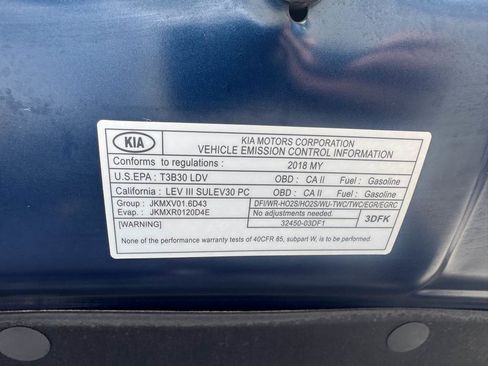 KIA
KIA MOTORS CORPORATION
VEHICLE EMISSION CONTROL INFORMATION
Conforms to regulations : 2018 MY
U.S.EPA : T3B30 LDV OBD : CA II Fuel : Gasoline
California : LEV III SULEV30 PC OBD : CA II Fuel : Gasoline
Group : JKMXV01.6D43 DFI/WR-HO2S/HO2S/WU-TWC/TWC/EGR/EGRC
Evap. : JKMXR0120D4E No adjustments needed. 3DFK
[WARNING] 32450-03DF1
None of the performance warranty tests of 40CFR 85, subpart W, is to be performed.